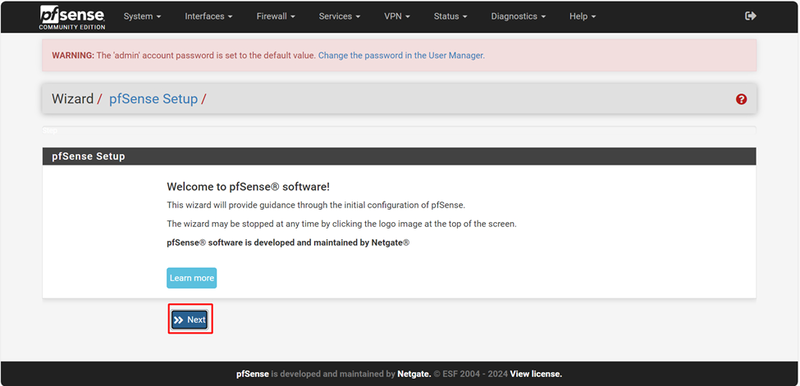 pfsense
COMMUNITY EDITION
System Interfaces Firewall Services VPN Status Diagnostics Help
WARNING: The 'admin' account password is set to the default value. Change the password in the User Manager.
Wizard / pfSense Setup /
pfSense Setup
Welcome to pfSense® software!
This wizard will provide guidance through the initial configuration of pfSense.
The wizard may be stopped at any time by clicking the logo image at the top of the screen.
pfSense® software is developed and maintained by Netgate®
Learn more
Next
pfSense is developed and maintained by Netgate. © ESF 2004 - 2024 View license.